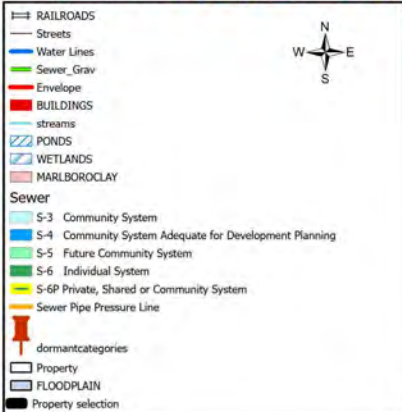 RAILROADS
Streets
Water Lines
Sewer_Grav
Envelope
BUILDINGS
streams
PONDS
WETLANDS
MARLBOROCLAY
N
W E
S
Sewer
S-3 Community System
S-4 Community System Adequate for Development Planning
S-5 Future Community System
S-6 Individual System
S-6P Private, Shared or Community System
Sewer Pipe Pressure Line
dormantcategories
Property
FLOODPLAIN
Property selection